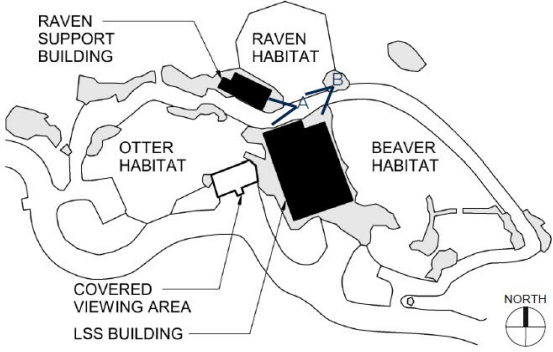 RAVEN
SUPPORT
BUILDING
RAVEN
HABITAT
B
A
OTTER
HABITAT
BEAVER
HABITAT
COVERED
VIEWING AREA
LSS BUILDING
NORTH